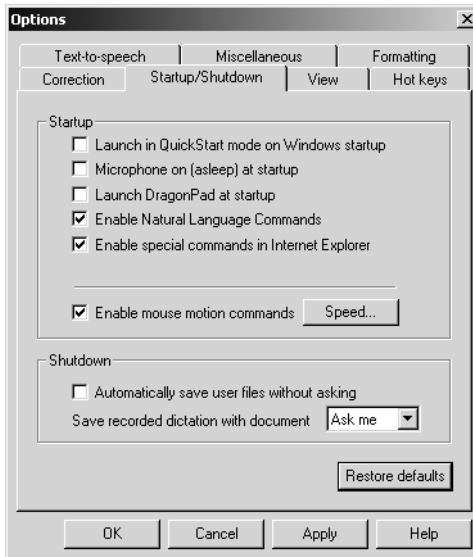 Options
Text-to-speech Miscellaneous Formatting
Correction Startup/Shutdown View Hot keys
Startup
Launch in QuickStart mode on Windows startup
Microphone on (asleep) at startup
Launch DragonPad at startup
Enable Natural Language Commands
Enable special commands in Internet Explorer
Enable mouse motion commands Speed...
Shutdown
Automatically save user files without asking
Save recorded dictation with document Ask me
Restore defaults
OK Cancel Apply Help